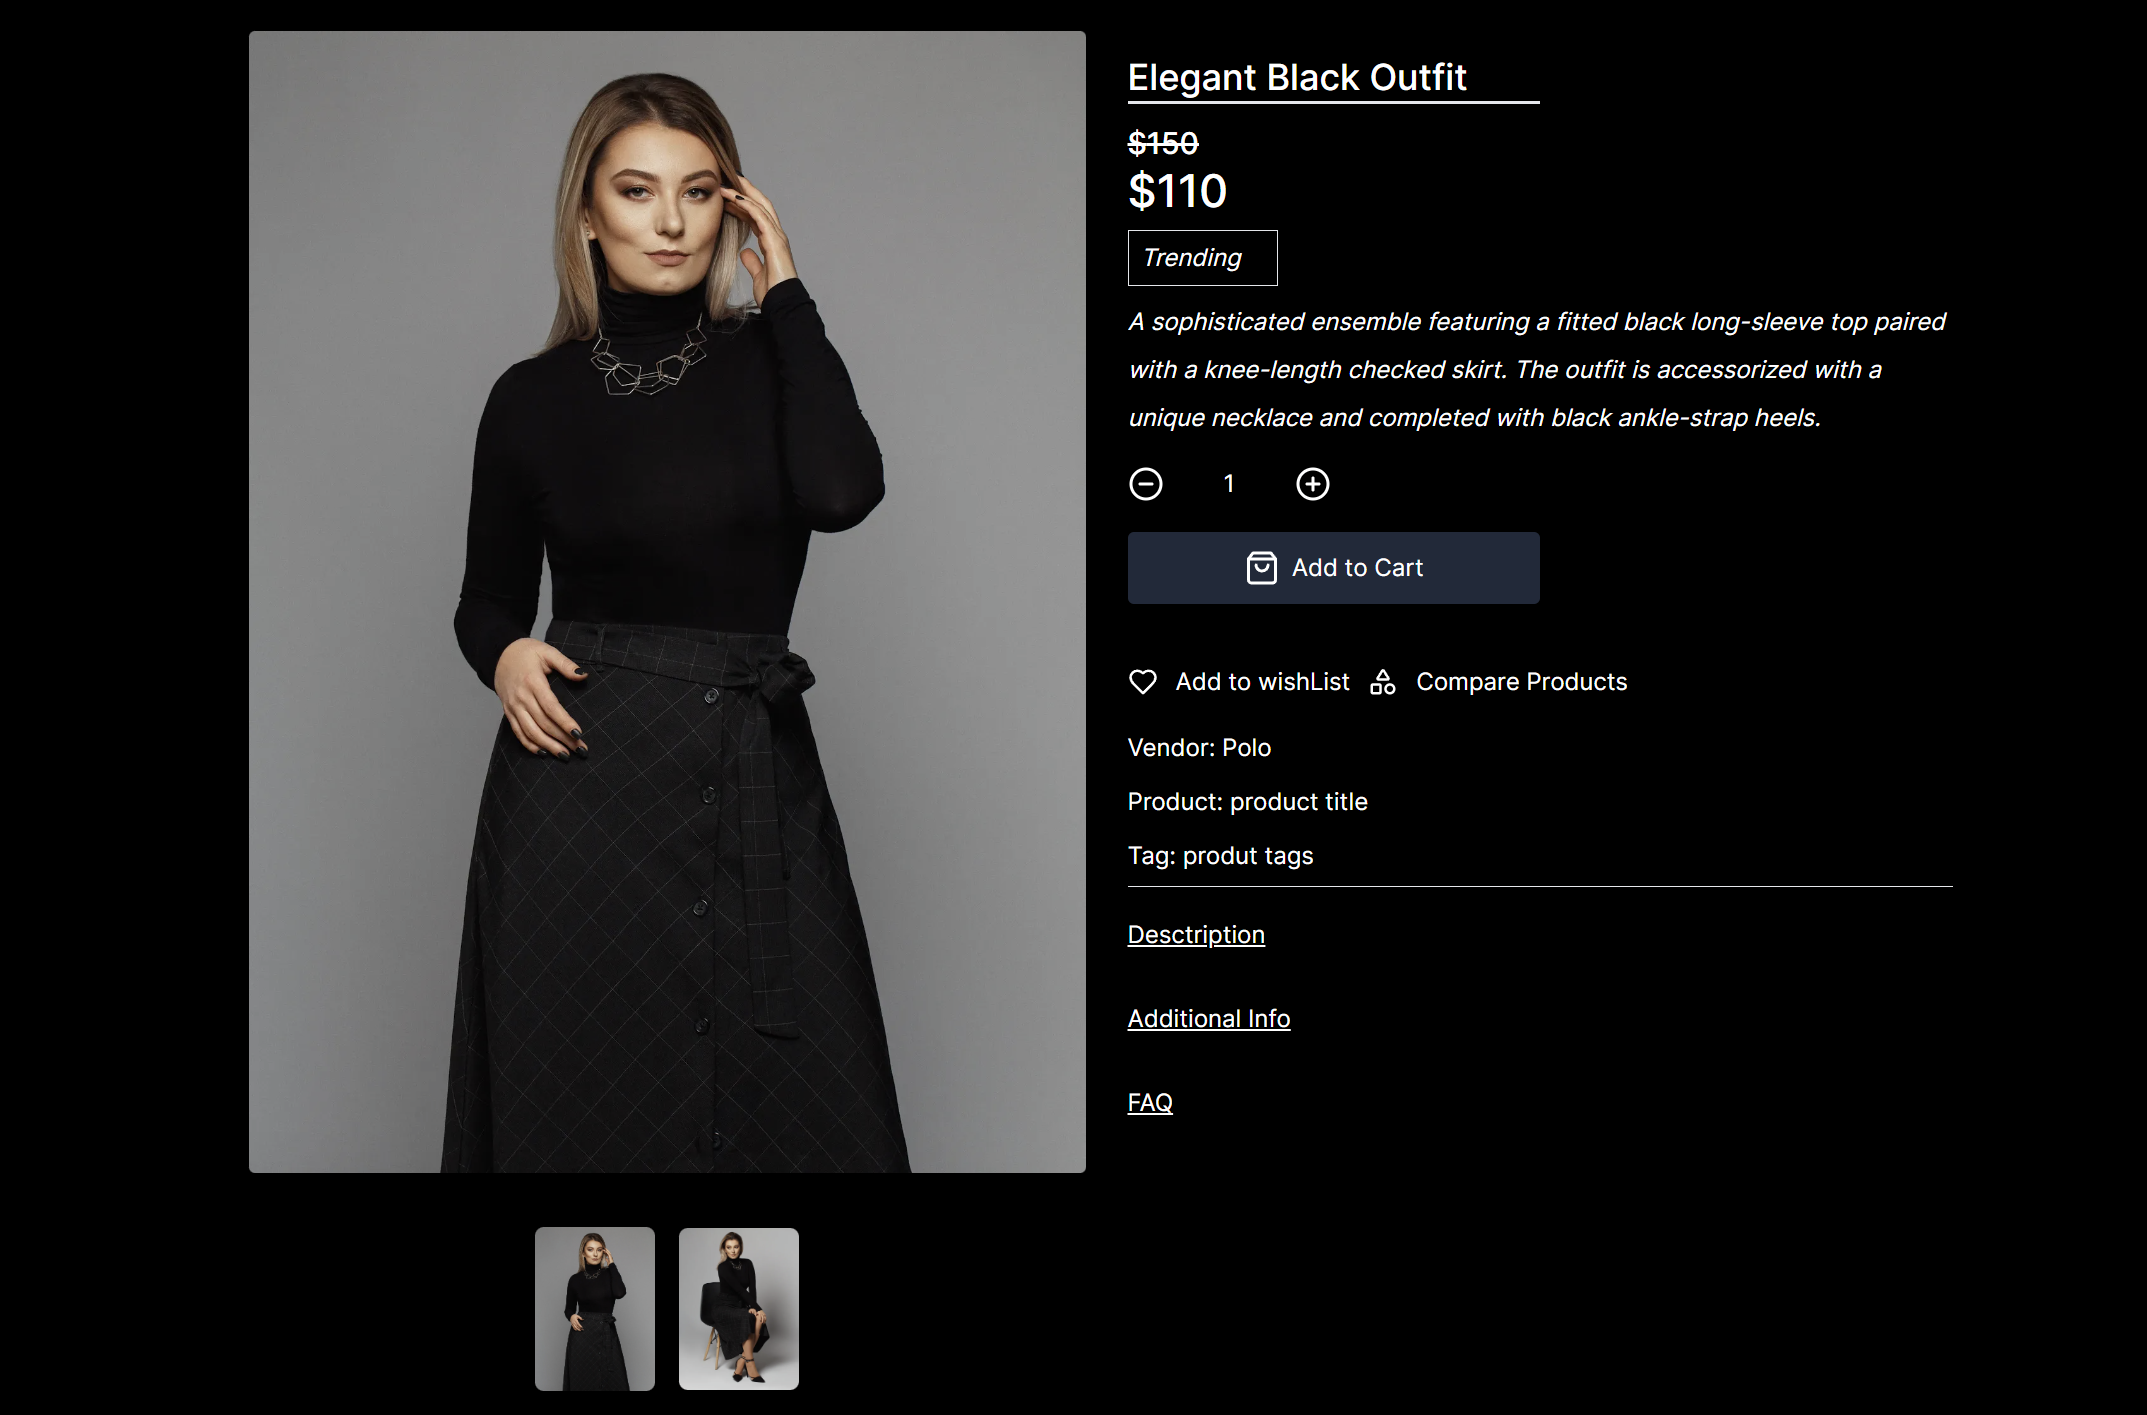 Elegant Black Outfit
$150
$110
Trending
A sophisticated ensemble featuring a fitted black long-sleeve top paired
with a knee-length checked skirt. The outfit is accessorized with a
unique necklace and completed with black ankle-strap heels.
1
Add to Cart
Add to wishList Compare Products
Vendor: Polo
Product: product title
Tag: produt tags
Desctription
Additional Info
FAQ